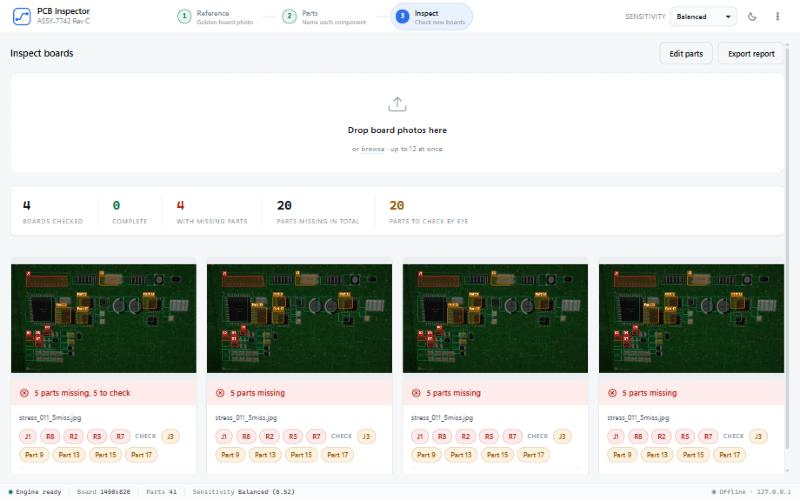 PCB Inspector
ASSY-7742 Rev C
1 Reference
Golden board photo
2 Parts
Name each component
3 Inspect
Check new boards
SENSITIVITY Balanced
Inspect boards
Edit parts
Export report
Drop board photos here
or browse · up to 12 at once
4 0 4 20 20
BOARDS CHECKED COMPLETE WITH MISSING PARTS PARTS MISSING IN TOTAL PARTS TO CHECK BY EYE
5 parts missing, 5 to check
stress_011_5miss.jpg
J1 R8 R2 R5 R7 CHECK J3
Part 9 Part 13 Part 15 Part 17
5 parts missing
stress_011_5miss.jpg
J1 R8 R2 R5 R7 CHECK J3
Part 9 Part 13 Part 15 Part 17
5 parts missing
stress_011_5miss.jpg
J1 R8 R2 R5 R7 CHECK J3
Part 9 Part 13 Part 15 Part 17
5 parts missing
stress_011_5miss.jpg
J1 R8 R2 R5 R7 CHECK J3
Part 9 Part 13 Part 15 Part 17
Engine ready Board 1400x820 Parts 41 Sensitivity Balanced (0.52) Offline · 127.0.0.1